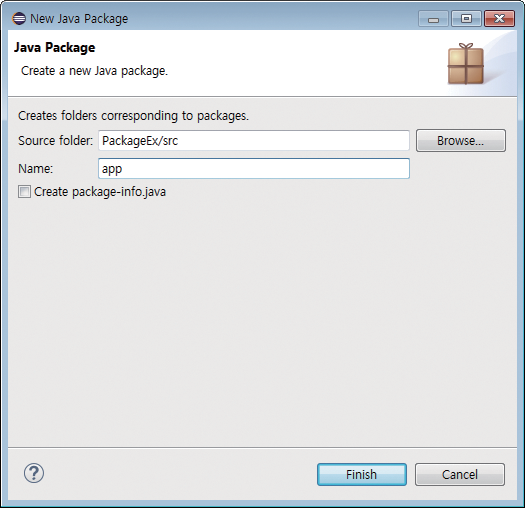 New Java Package
Java Package
Create a new Java package.
Creates folders corresponding to packages.
Source folder: PackageEx/src Browse...
Name: app
Create package-info.java
? Finish Cancel